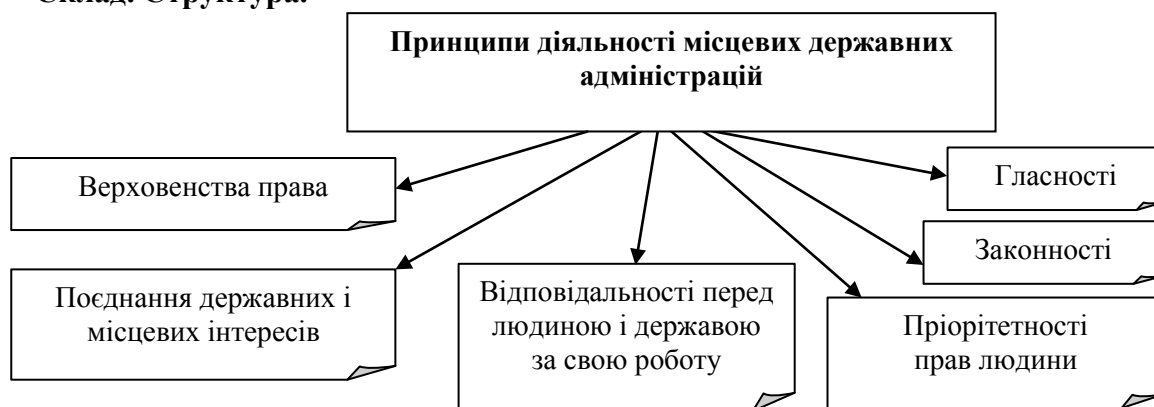 Склад. Структура.
Принципи діяльності місцевих державних
адміністрацій
Верховенства права
Гласності
Законності
Поєднання державних і
місцевих інтересів
Відповідальності перед
людиною і державою
за свою роботу
Пріорітетності
прав людини